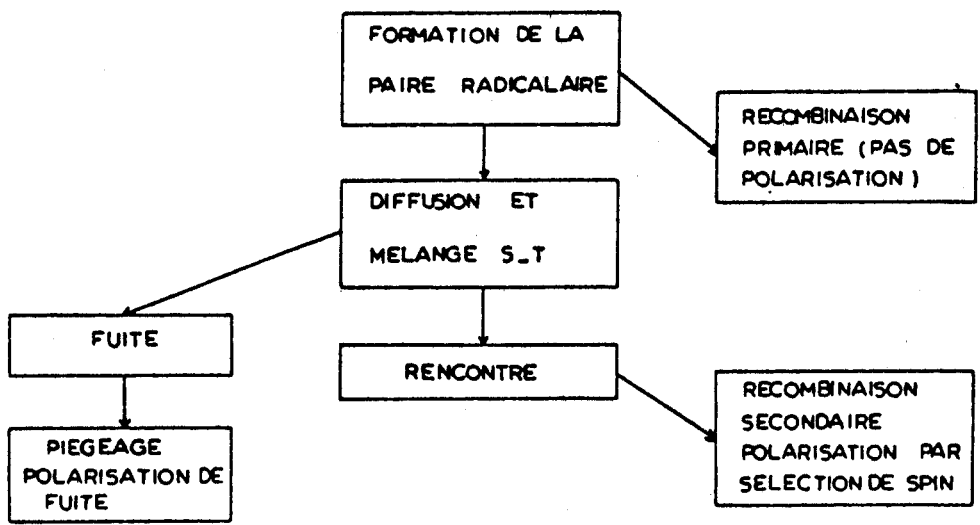 FORMATION DE LA
PAIRE RADICALAIRE
RECOMBINAISON
PRIMAIRE (PAS DE
POLARISATION)
DIFFUSION ET
MELANGE S_T
FUITE
RENCONTRE
PIEGEAGE
POLARISATION DE
FUITE
RECOMBINAISON
SECONDAIRE
POLARISATION PAR
SELECTION DE SPIN